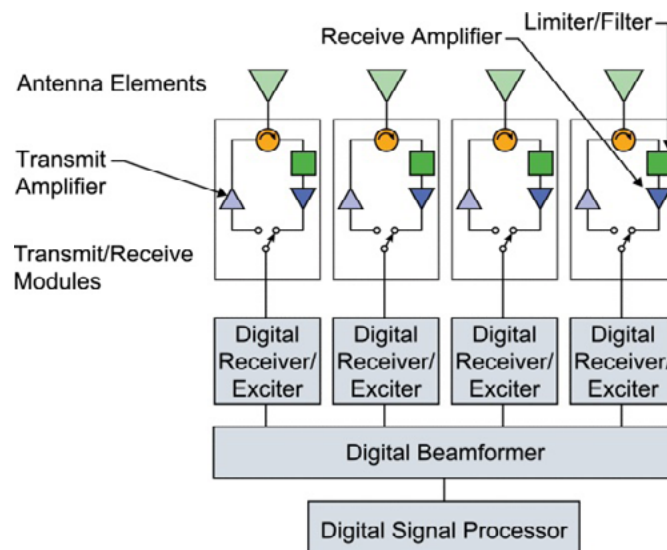 Limiter/Filter
Receive Amplifier
Antenna Elements
Transmit
Amplifier
Transmit/Receive
Modules
Digital
Receiver/
Exciter
Digital
Receiver/
Exciter
Digital
Receiver/
Exciter
Digital
Receiver/
Exciter
Digital Beamformer
Digital Signal Processor